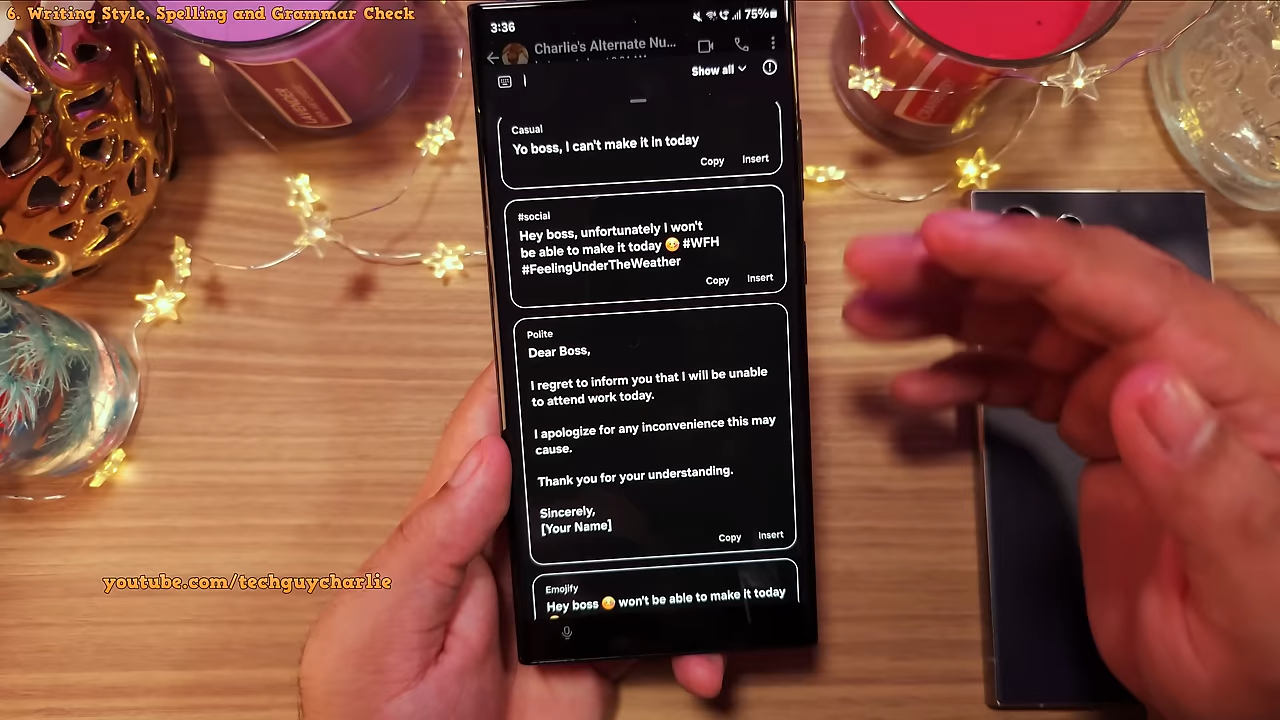 6. Writing Style, Spelling and Grammar Check
3:36
75%
Charlie's Alternate Nu...
Show all
Casual
Yo boss, I can't make it in today
Copy Insert
#social
Hey boss, unfortunately I won't
be able to make it today 😔 #WFH
#FeelingUnderTheWeather
Copy Insert
Polite
Dear Boss,
I regret to inform you that I will be unable
to attend work today.
I apologize for any inconvenience this may
cause.
Thank you for your understanding.
Sincerely,
[Your Name]
Copy Insert
Emojify
Hey boss 😔 won't be able to make it today
youtube.com/techguycharlie
LAVENDER